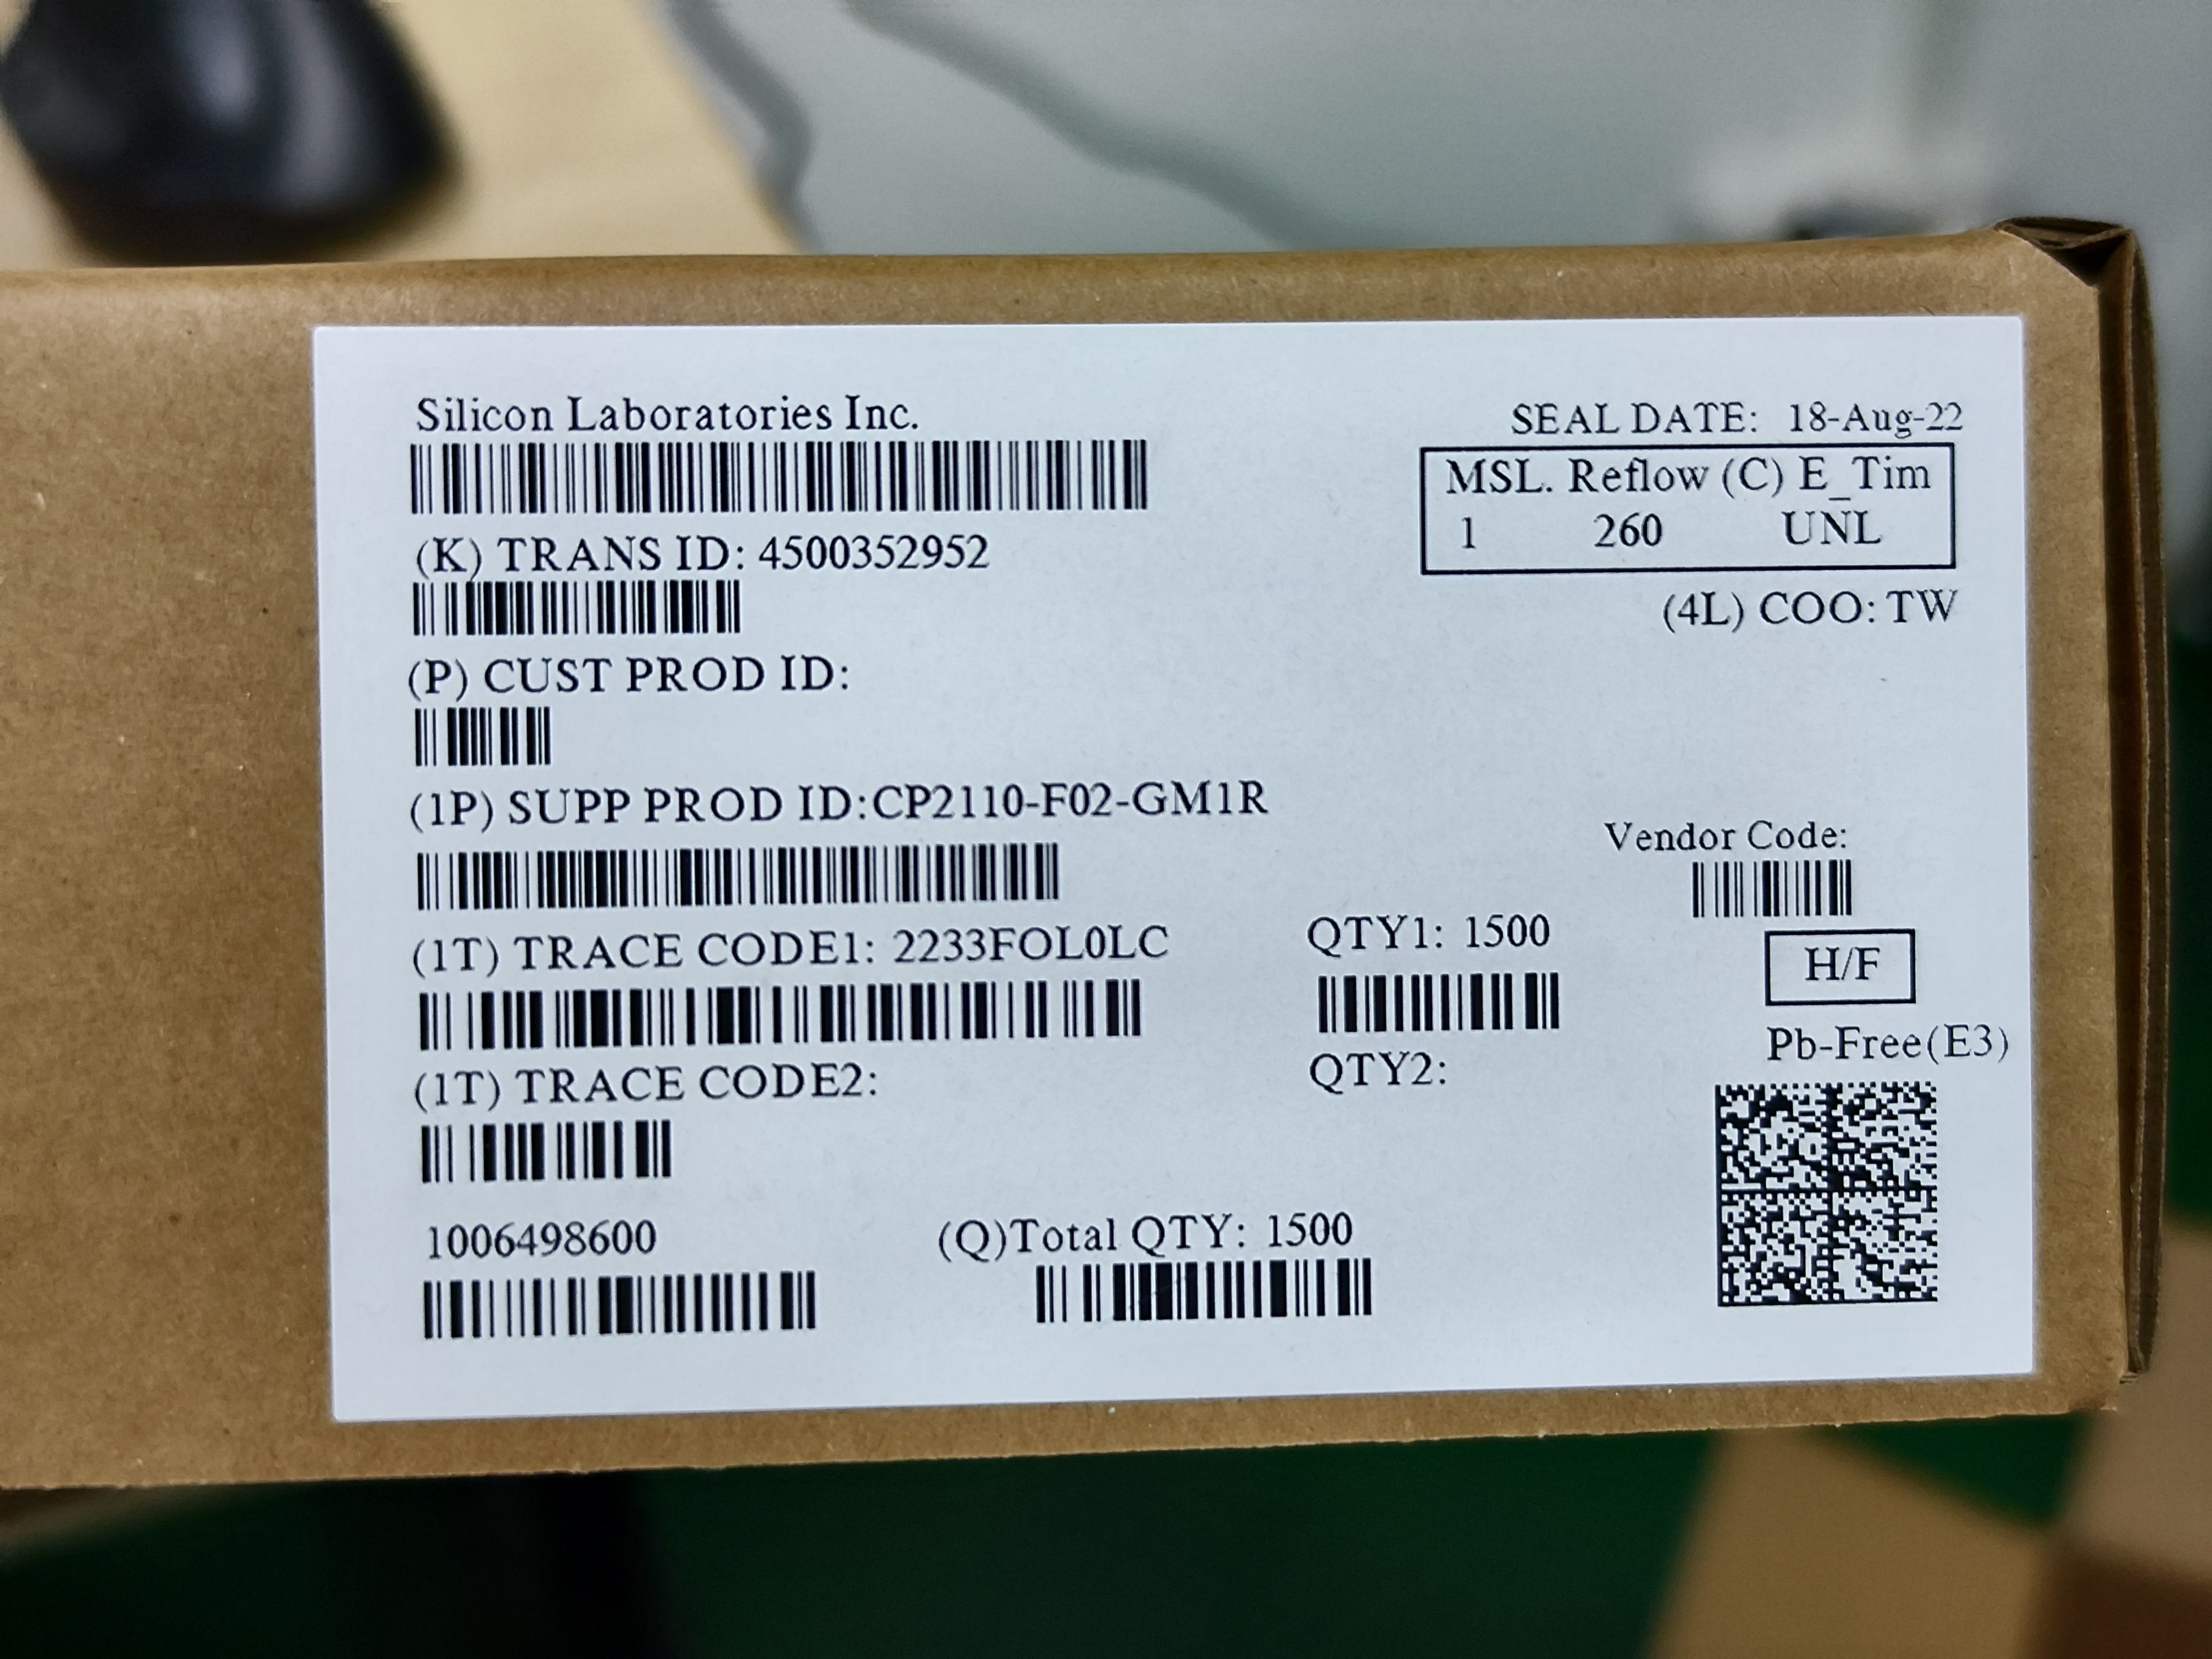 Silicon Laboratories Inc.
SEAL DATE: 18-Aug-22
MSL. Reflow (C) E_Tim
1 260 UNL
(K) TRANS ID: 4500352952
(4L) COO: TW
(P) CUST PROD ID:
(1P) SUPP PROD ID:CP2110-F02-GM1R
Vendor Code:
(1T) TRACE CODE1: 2233FOL0LC
QTY1: 1500
H/F
Pb-Free(E3)
(1T) TRACE CODE2:
QTY2:
1006498600
(Q)Total QTY: 1500